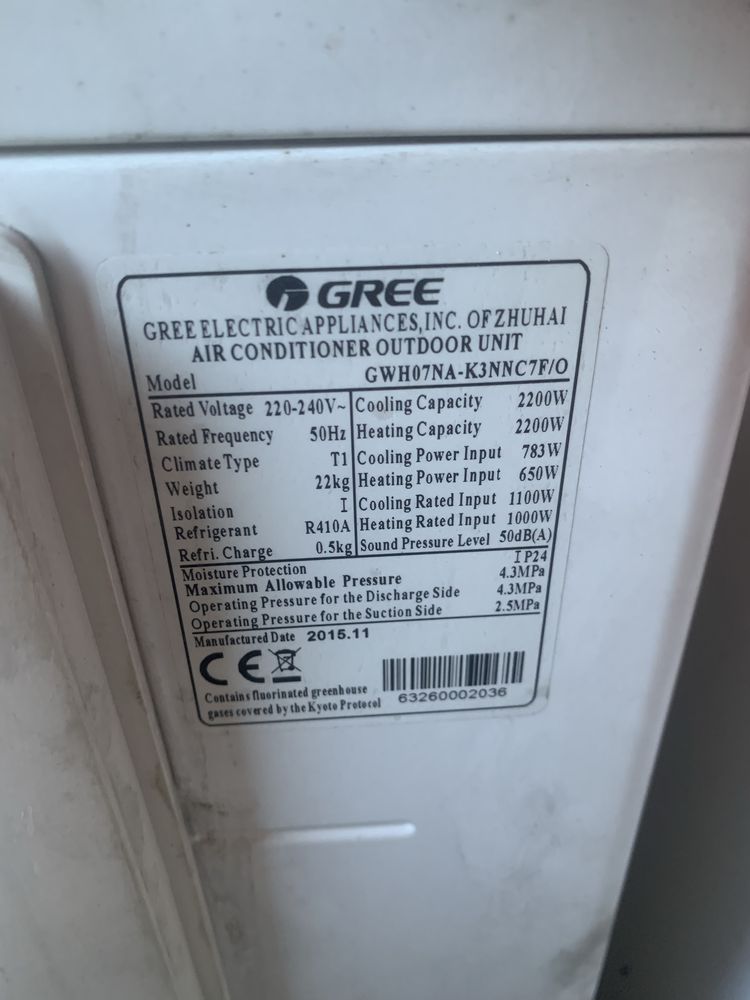 GREE
GREE ELECTRIC APPLIANCES, INC. OF ZHUHAI
AIR CONDITIONER OUTDOOR UNIT
Model GWH07NA-K3NNC7F/O
Rated Voltage 220-240V~ Cooling Capacity 2200W
Rated Frequency 50Hz Heating Capacity 2200W
Climate Type T1 Cooling Power Input 783W
Weight 22kg Heating Power Input 650W
Isolation I Cooling Rated Input 1100W
Refrigerant R410A Heating Rated Input 1000W
Refri. Charge 0.5kg Sound Pressure Level 50dB(A)
Moisture Protection IP24
Maximum Allowable Pressure 4.3MPa
Operating Pressure for the Discharge Side 4.3MPa
Operating Pressure for the Suction Side 2.5MPa
Manufactured Date 2015.11
CE
Contains fluorinated greenhouse
gases covered by the Kyoto Protocol
63260002036